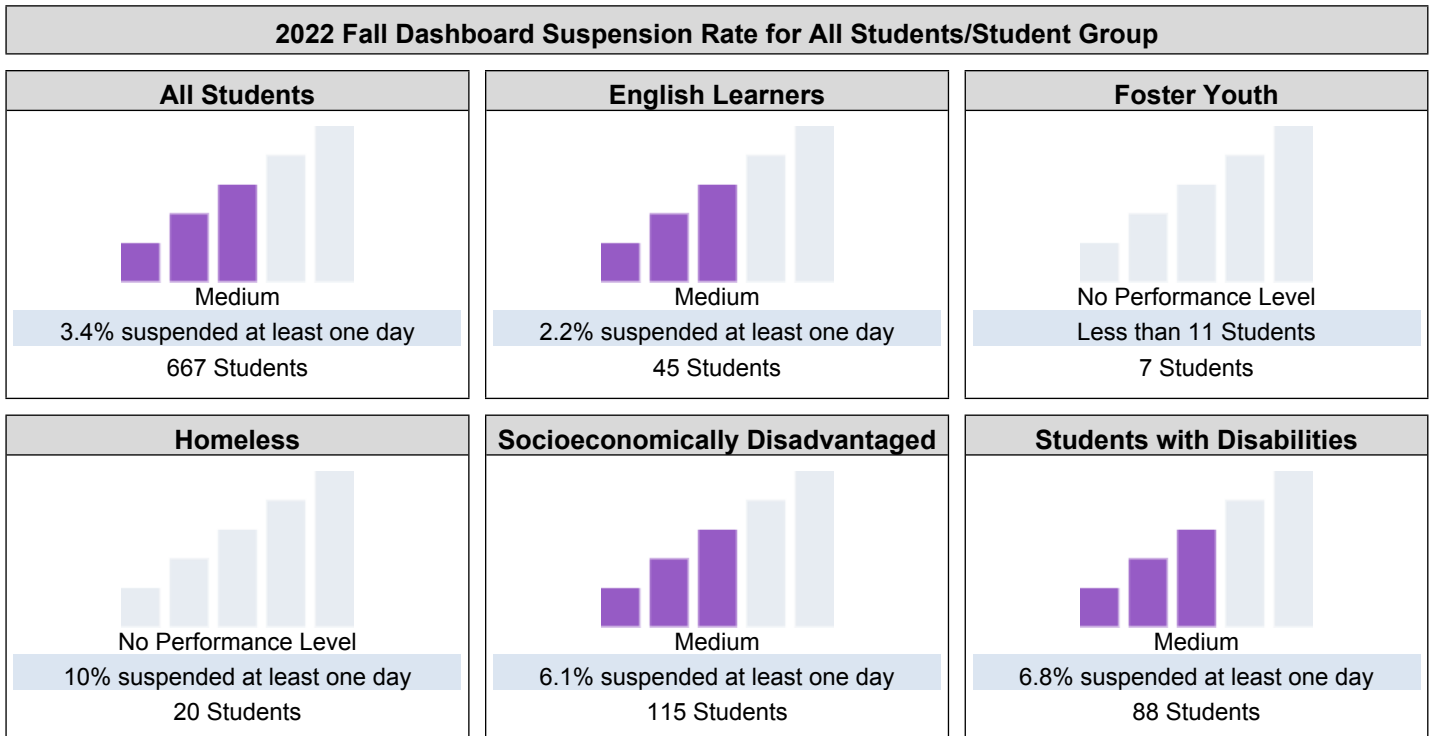 2022 Fall Dashboard Suspension Rate for All Students/Student Group
All Students
Medium
3.4% suspended at least one day
667 Students
English Learners
Medium
2.2% suspended at least one day
45 Students
Foster Youth
No Performance Level
Less than 11 Students
7 Students
Homeless
No Performance Level
10% suspended at least one day
20 Students
Socioeconomically Disadvantaged
Medium
6.1% suspended at least one day
115 Students
Students with Disabilities
Medium
6.8% suspended at least one day
88 Students